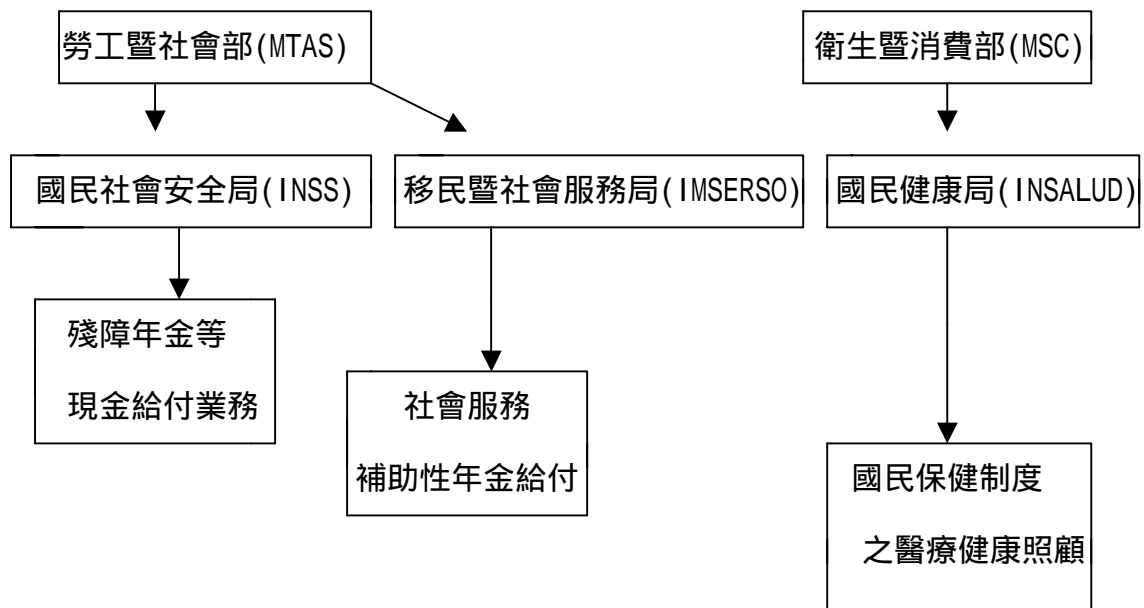 勞工暨社會部(MTAS)
衛生暨消費部(MSC)
國民社會安全局(INSS)
移民暨社會服務局(IMSERSO)
國民健康局(INSALUD)
殘障年金等
現金給付業務
社會服務
補助性年金給付
國民保健制度
之醫療健康照顧